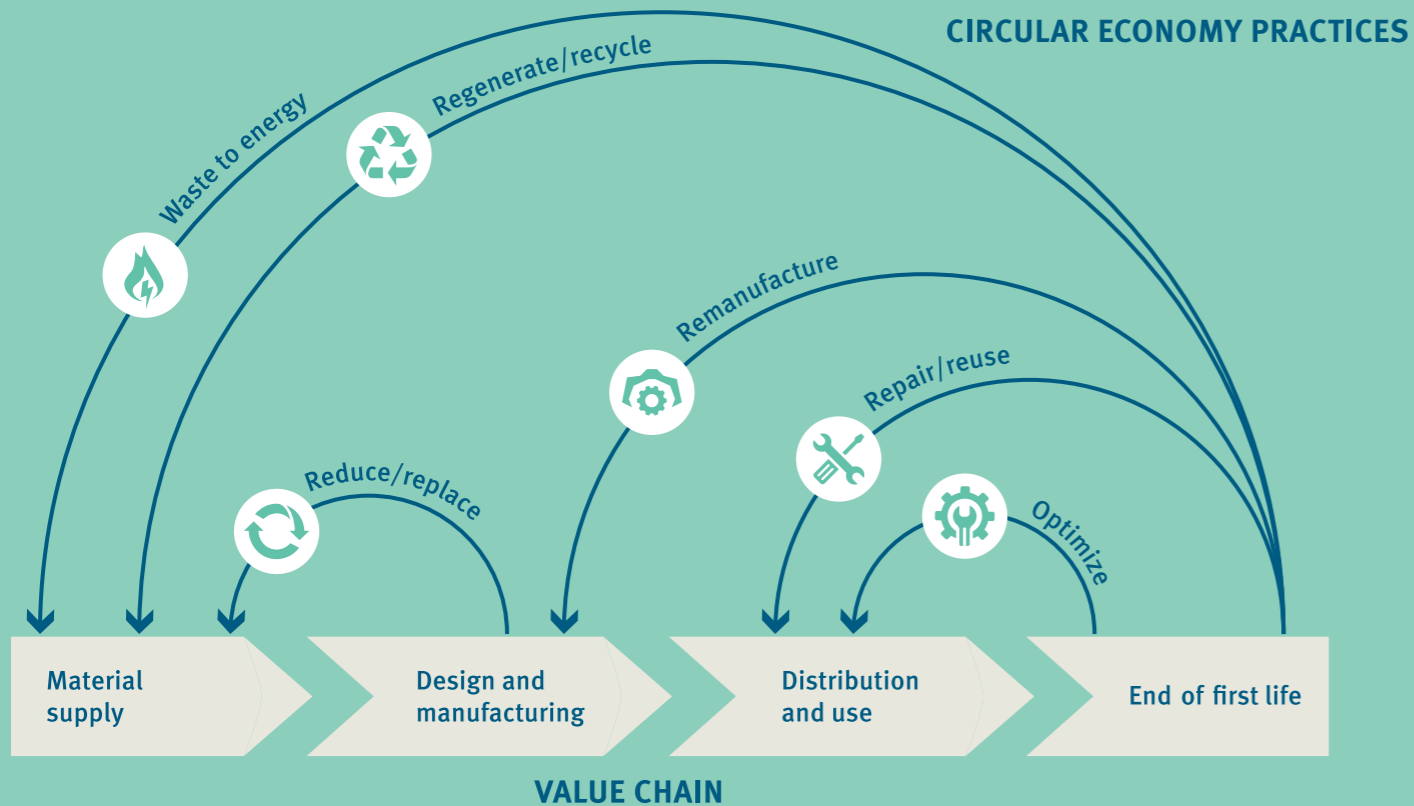 CIRCULAR ECONOMY PRACTICES
Waste to energy
Regenerate/recycle
Remanufacture
Repair/reuse
Reduce/replace
Optimize
Material
supply
Design and
manufacturing
Distribution
and use
End of first life
VALUE CHAIN